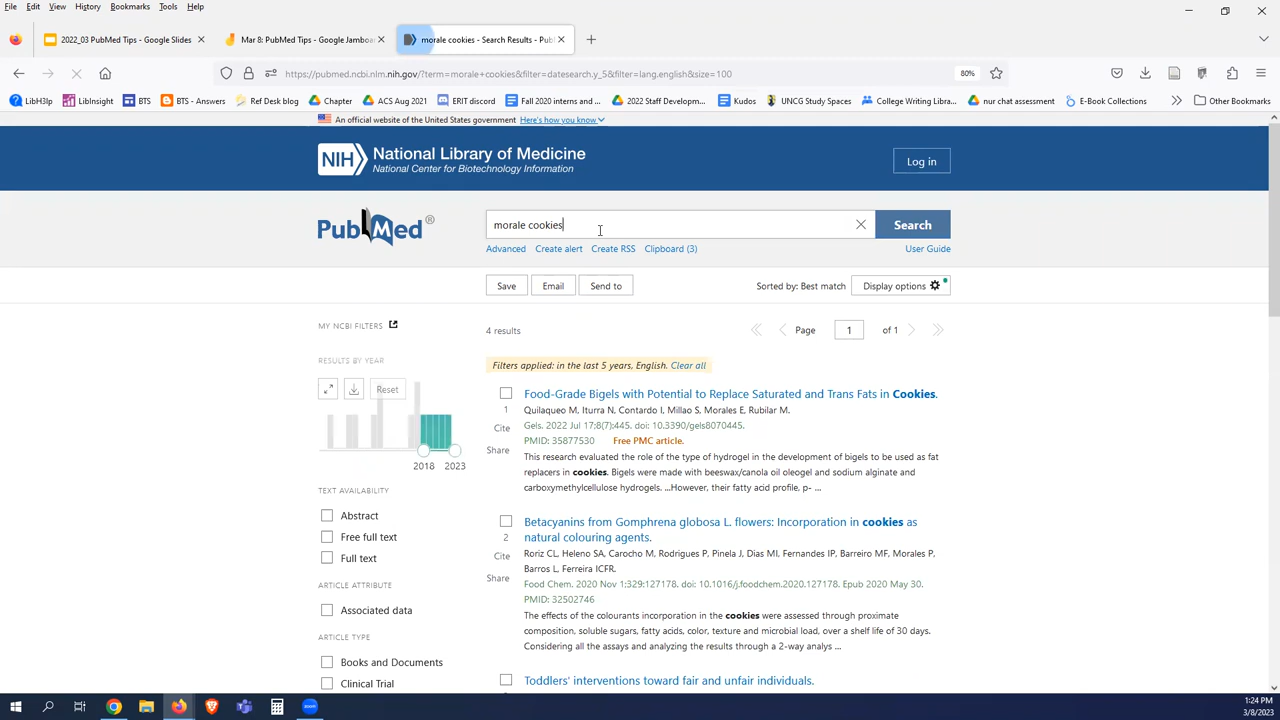 File Edit View History Bookmarks Tools Help
2022_03 PubMed Tips - Google Slides
Mar 8: PubMed Tips - Google Jamboa
morale cookies - Search Results - Pub
https://pubmed.ncbi.nlm.nih.gov/?term=morale+cookies&filter=datesearch.y_5&filter=lang.english&size=100
80%
LibH3lp LibInsight BTS BTS - Answers Ref Desk blog Chapter ACS Aug 2021 ERIT discord Fall 2020 interns and ... 2022 Staff Developm... Kudos UNCG Study Spaces College Writing Libra... nur chat assessment E-Book Collections Other Bookmarks
An official website of the United States government Here's how you know
NIH National Library of Medicine
National Center for Biotechnology Information
Log in
PubMed®
morale cookies
Search
Advanced Create alert Create RSS Clipboard (3) User Guide
Save Email Send to Sorted by: Best match Display options
MY NCBI FILTERS
4 results
Page 1 of 1
RESULTS BY YEAR
Reset
2018 2023
TEXT AVAILABILITY
Abstract
Free full text
Full text
ARTICLE ATTRIBUTE
Associated data
ARTICLE TYPE
Books and Documents
Clinical Trial
Filters applied: in the last 5 years, English. Clear all
Food-Grade Bigels with Potential to Replace Saturated and Trans Fats in Cookies.
1
Cite
Share
Quilaqueo M, Iturra N, Contardo I, Millao S, Morales E, Rubilar M.
Gels. 2022 Jul 17;8(7):445. doi: 10.3390/gels8070445.
PMID: 35877530 Free PMC article.
This research evaluated the role of the type of hydrogel in the development of bigels to be used as fat
replacers in cookies. Bigels were made with beeswax/canola oil oleogel and sodium alginate and
carboxymethylcellulose hydrogels. ...However, their fatty acid profile, p- ...
Betacyanins from Gomphrena globosa L. flowers: Incorporation in cookies as
natural colouring agents.
2
Cite
Share
Roriz CL, Heleno SA, Carocho M, Rodrigues P, Pinela J, Dias MI, Fernandes IP, Barreiro MF, Morales P,
Barros L, Ferreira ICFR.
Food Chem. 2020 Nov 1;329:127178. doi: 10.1016/j.foodchem.2020.127178. Epub 2020 May 30.
PMID: 32502746
The effects of the colourants incorporation in the cookies were assessed through proximate
composition, soluble sugars, fatty acids, color, texture and microbial load, over a shelf life of 30 days.
Considering all the assays and analyzing the results through a 2-way analys ...
Toddlers' interventions toward fair and unfair individuals.
zoom
1:24 PM
3/8/2023